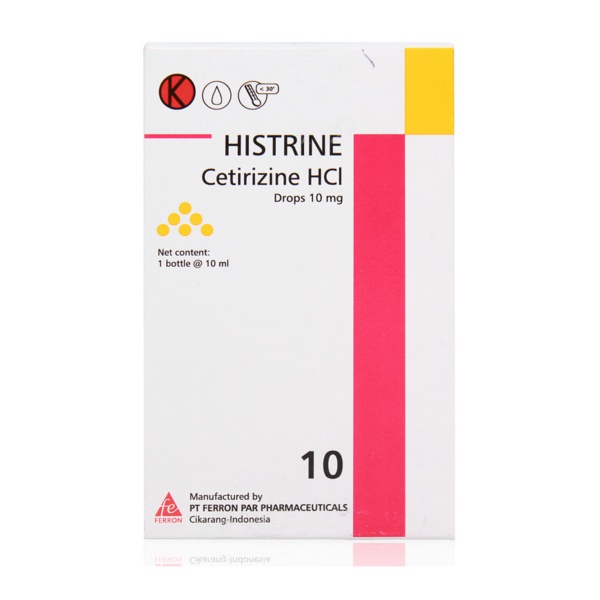 K
< 30°
HISTRINE
Cetirizine HCl
Drops 10 mg
Net content:
1 bottle @ 10 ml
10
fe
FERRON
Manufactured by
PT FERRON PAR PHARMACEUTICALS
Cikarang-Indonesia